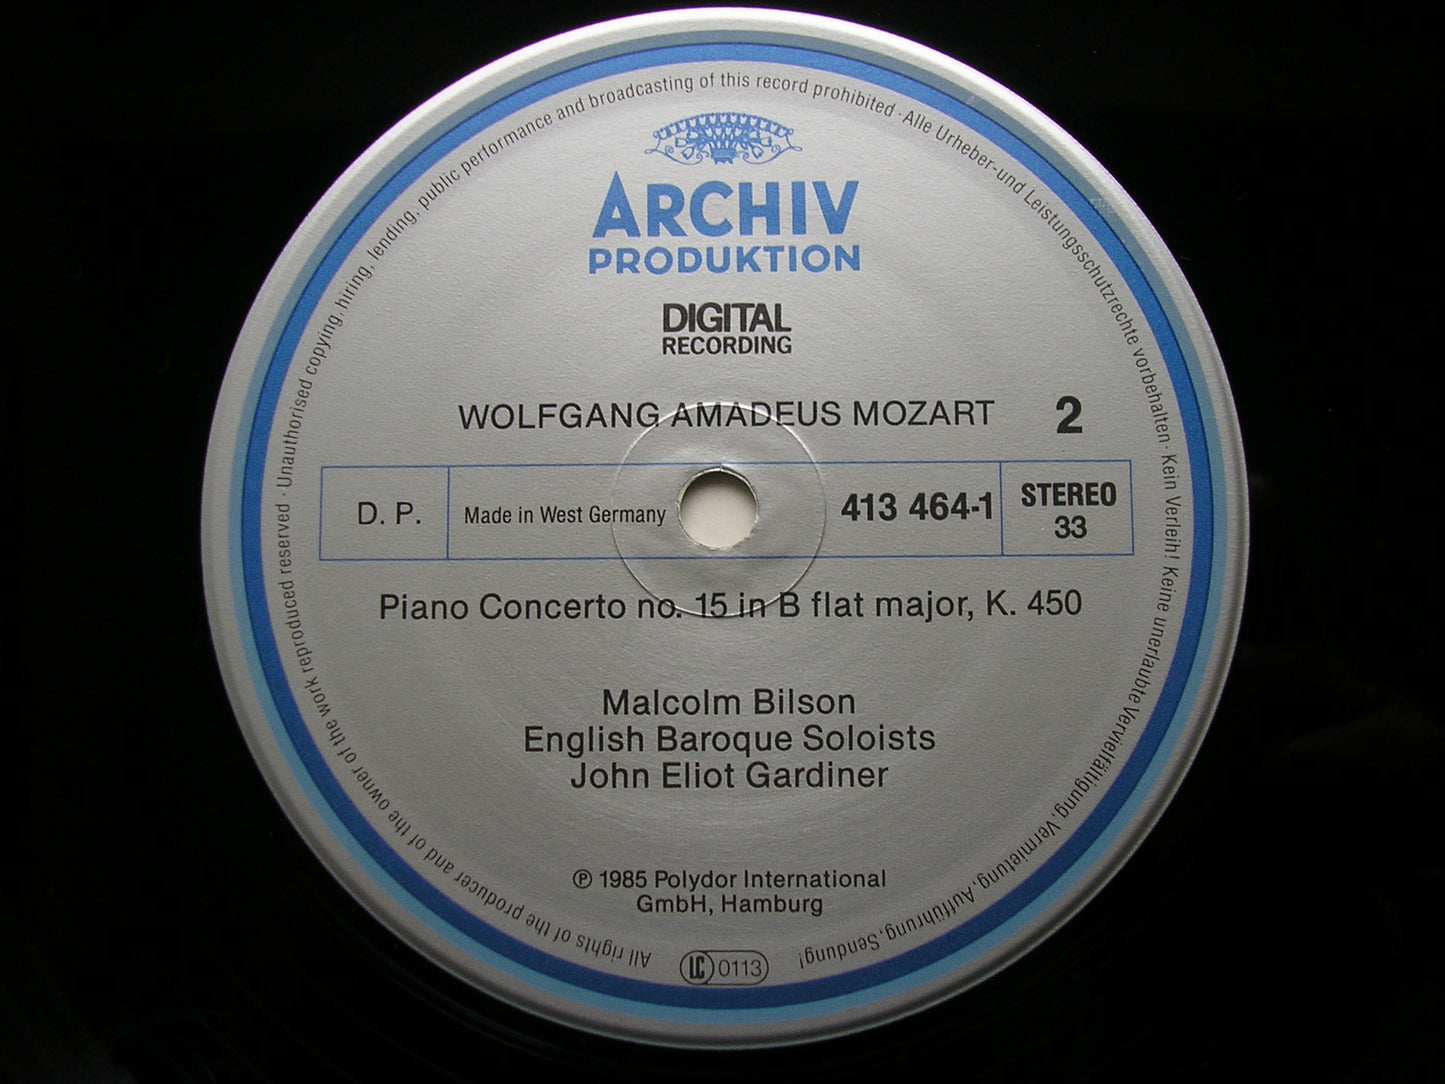 All rights of the producer and of the owner of the work reproduced reserved · Unauthorised copying, hiring, lending, public performance and broadcasting of this record prohibited · Alle Urheber-und Leistungsschutzrechte vorbehalten · Kein Verleih! Keine unerlaubte Vervielfältigung, Vermietung, Aufführung, Sendung!
ARCHIV
PRODUKTION
DIGITAL
RECORDING
WOLFGANG AMADEUS MOZART 2
D. P. Made in West Germany 413 464-1 STEREO
33
Piano Concerto no. 15 in B flat major, K. 450
Malcolm Bilson
English Baroque Soloists
John Eliot Gardiner
℗ 1985 Polydor International
GmbH, Hamburg
LC 0113